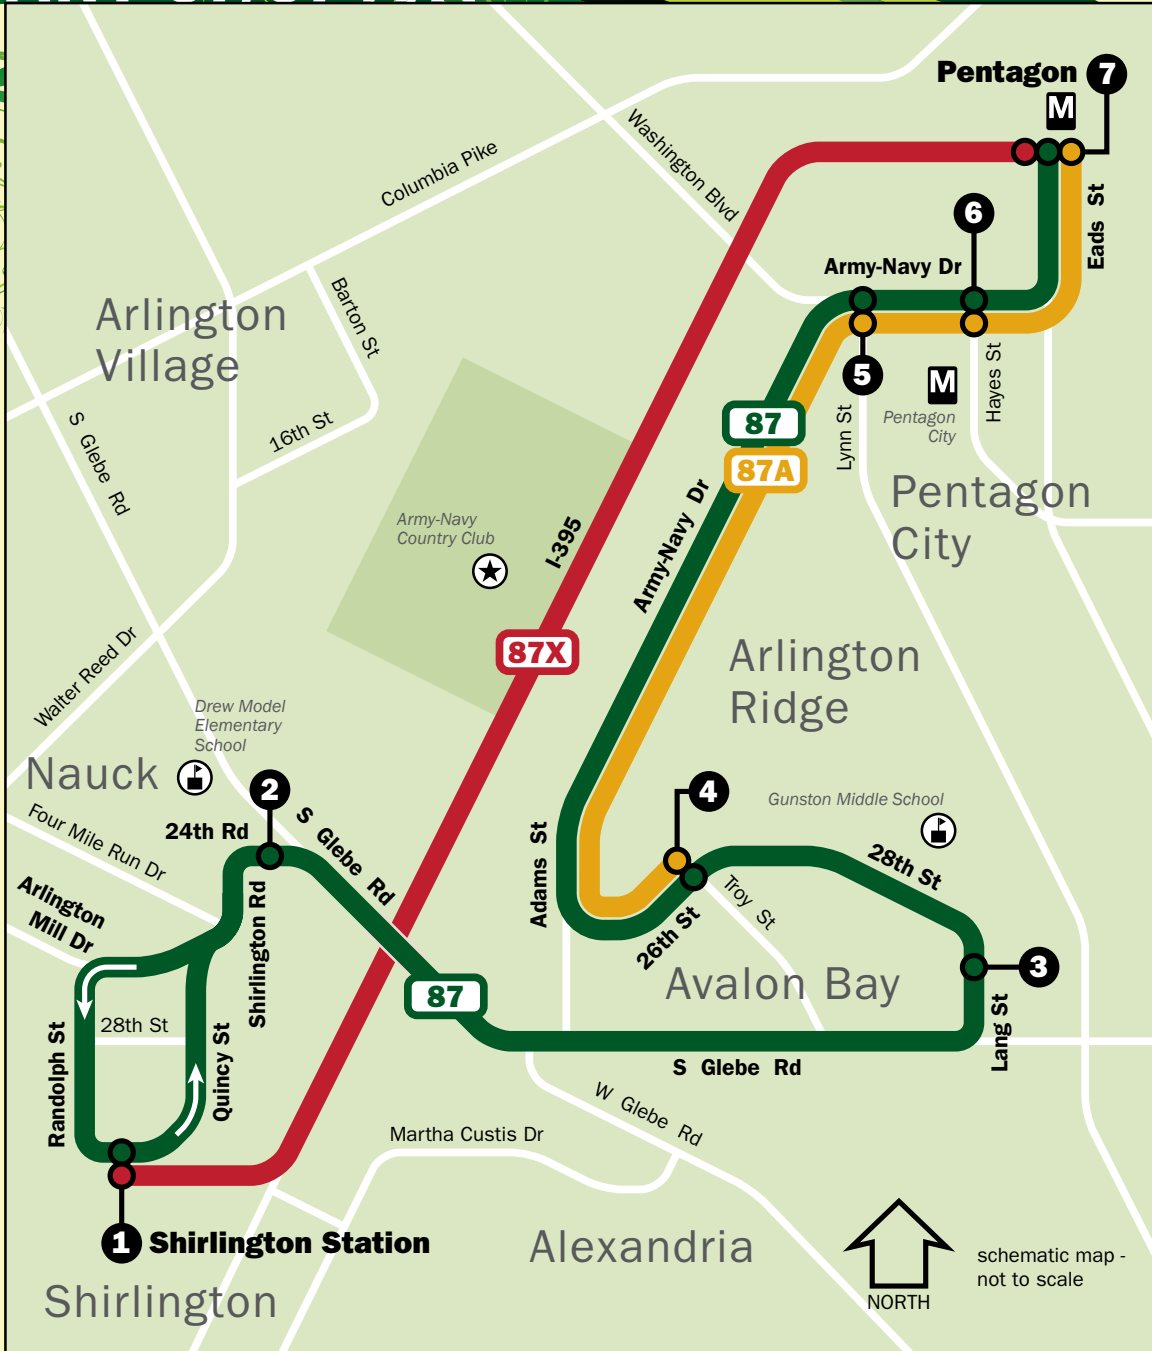 Pentagon 7
M
Washington Blvd
Columbia Pike
6
Eads St
Army-Navy Dr
Barton St
Arlington
Village
5
M
Hayes St
Lynn St
Pentagon
City
87
87A
S Glebe Rd
16th St
Pentagon
City
Army-Navy Dr
Army-Navy
Country Club
I-395
87X
Arlington
Ridge
Walter Reed Dr
Drew Model
Elementary
School
Nauck
2
4
Gunston Middle School
Four Mile Run Dr
24th Rd
S Glebe Rd
28th St
Adams St
Troy St
Arlington
Mill Dr
Shirlington Rd
26th St
Avalon Bay
3
87
28th St
Randolph St
Quincy St
Lang St
S Glebe Rd
W Glebe Rd
Martha Custis Dr
1 Shirlington Station
Alexandria
Shirlington
NORTH
schematic map -
not to scale